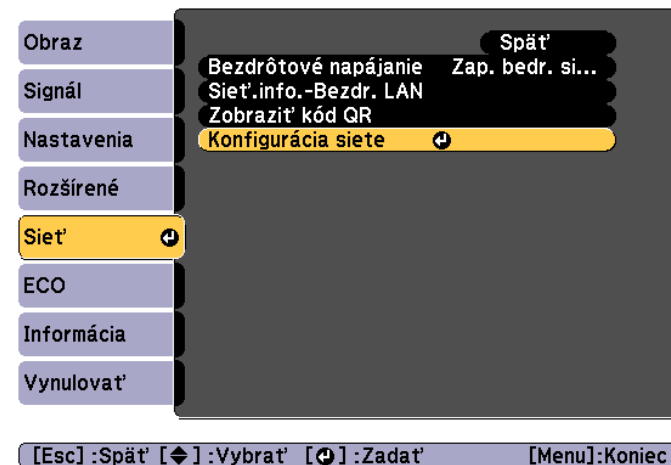 Obraz
Signál
Nastavenia
Rozšírené
Sieť
ECO
Informácia
Vynulovať
Späť
Bezdrôtové napájanie Zap. bedr. si...
Sieť.info.-Bezdr. LAN
Zobraziť kód QR
Konfigurácia siete
[Esc] :Späť [] :Vybrať [] :Zadať [Menu]:Koniec